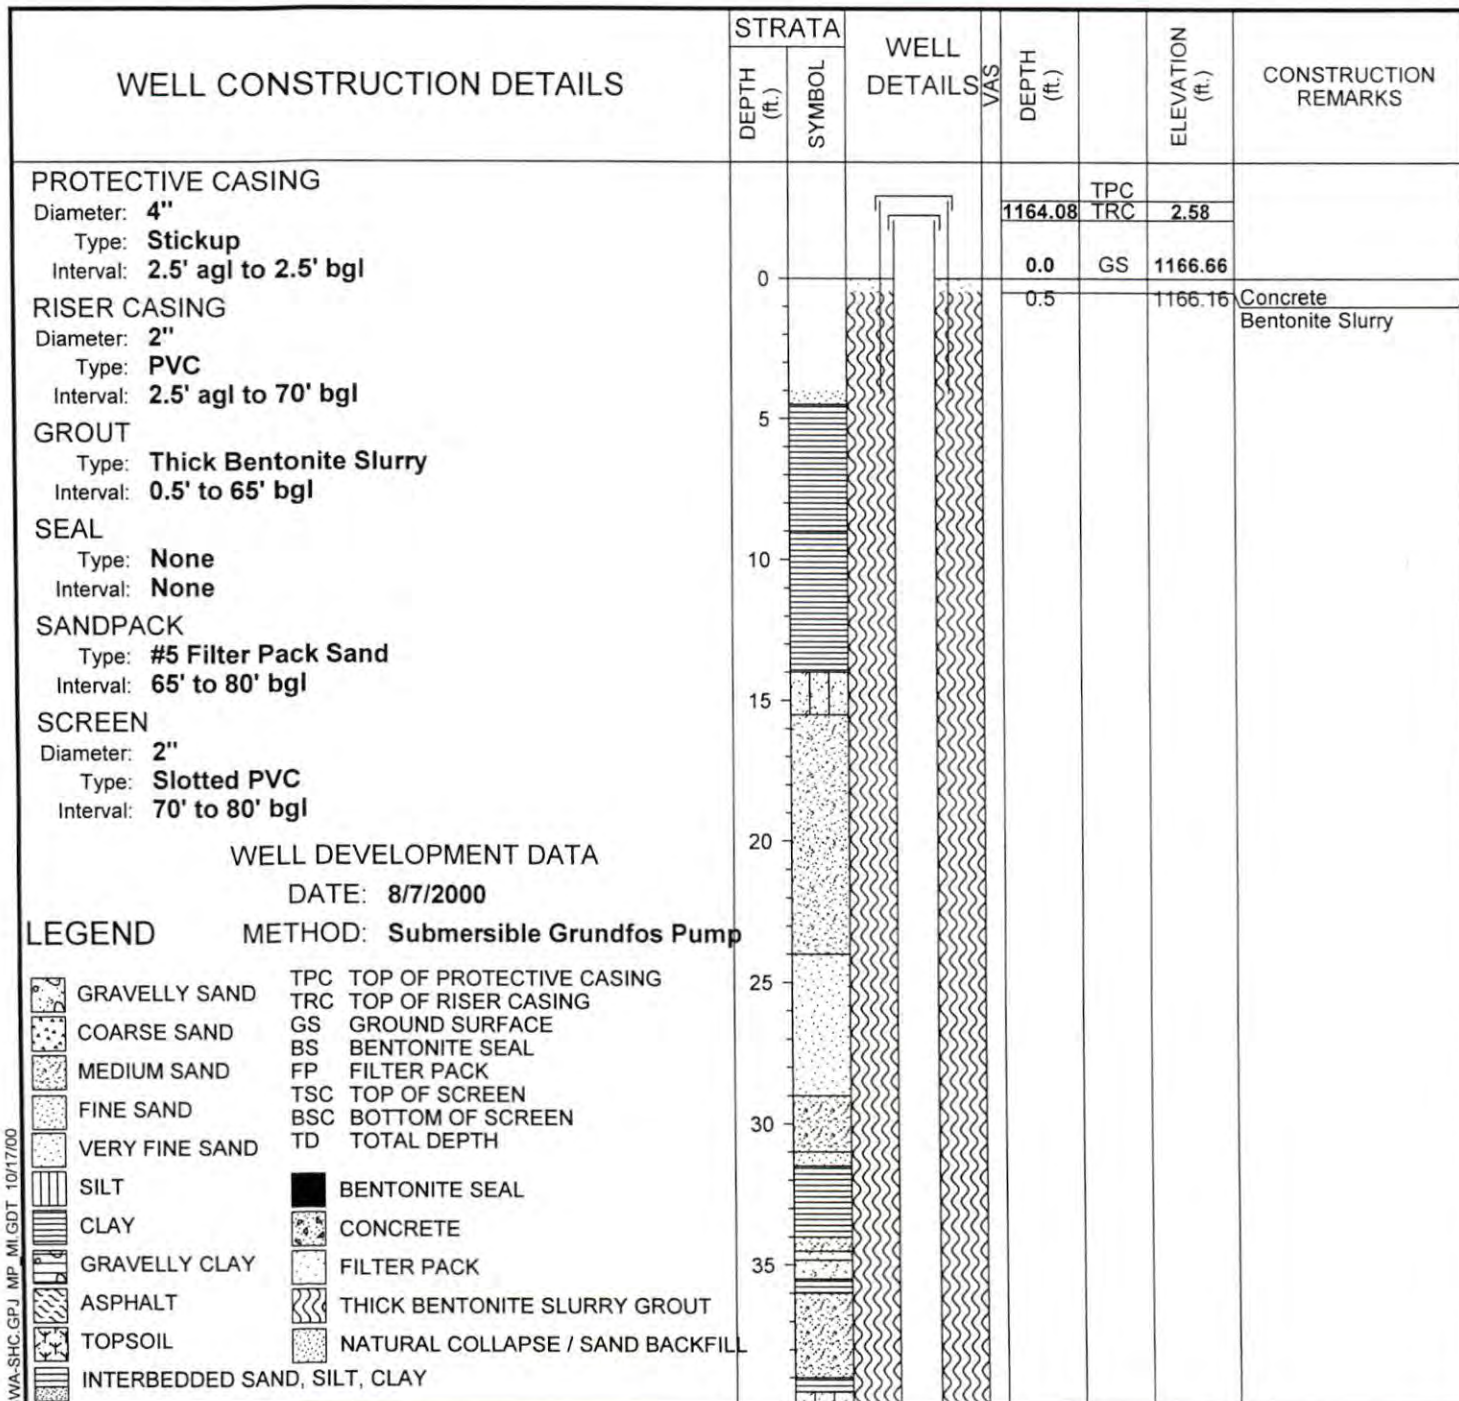 WELL CONSTRUCTION DETAILS
STRATA
DEPTH (ft.)
SYMBOL
WELL DETAILS
VAS
DEPTH (ft.)
ELEVATION (ft.)
CONSTRUCTION REMARKS
PROTECTIVE CASING
Diameter: 4"
Type: Stickup
Interval: 2.5' agl to 2.5' bgl
RISER CASING
Diameter: 2"
Type: PVC
Interval: 2.5' agl to 70' bgl
GROUT
Type: Thick Bentonite Slurry
Interval: 0.5' to 65' bgl
SEAL
Type: None
Interval: None
SANDPACK
Type: #5 Filter Pack Sand
Interval: 65' to 80' bgl
SCREEN
Diameter: 2"
Type: Slotted PVC
Interval: 70' to 80' bgl
WELL DEVELOPMENT DATA
DATE: 8/7/2000
METHOD: Submersible Grundfos Pump
LEGEND
GRAVELLY SAND
COARSE SAND
MEDIUM SAND
FINE SAND
VERY FINE SAND
SILT
CLAY
GRAVELLY CLAY
ASPHALT
TOPSOIL
INTERBEDDED SAND, SILT, CLAY
TPC TOP OF PROTECTIVE CASING
TRC TOP OF RISER CASING
GS GROUND SURFACE
BS BENTONITE SEAL
FP FILTER PACK
TSC TOP OF SCREEN
BSC BOTTOM OF SCREEN
TD TOTAL DEPTH
BENTONITE SEAL
CONCRETE
FILTER PACK
THICK BENTONITE SLURRY GROUT
NATURAL COLLAPSE / SAND BACKFILL
0
5
10
15
20
25
30
35
TPC
1164.08 TRC 2.58
0.0 GS 1166.66
0.5 1166.16 Concrete
Bentonite Slurry
WA-SHC.GPJ MP_MI.GDT 10/17/00